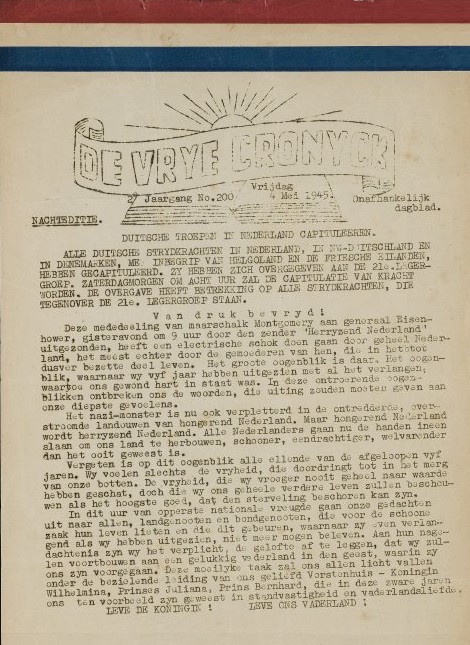 DE VRYE CRONYCK
Vrijdag
2e Jaargang No.200 4 Mei 1945. Onafhankelijk
dagblad.
NACHTEDITIE.
DUITSCHE TROEPEN IN NEDERLAND CAPITULEEREN.
ALLE DUITSCHE STRYDKRACHTEN IN NEDERLAND, IN NW-DUITSCHLAND EN
IN DENEMARKEN, MET INBEGRIP VAN HELGOLAND EN DE FRIESCHE EILANDEN,
HEBBEN GECAPITULEERD. ZY HEBBEN ZICH OVERGEGEVEN AAN DE 21e.LEGER-
GROEP. ZATERDAGMORGEN OM ACHT UUR ZAL DE CAPITULATIE VAN KRACHT
WORDEN. DE OVERGAVE HEEFT BETREKKING OP ALLE STRYDKRACHTEN, DIE
TEGENOVER DE 21e. LEGERGROEP STAAN.
Van druk bevryd!
Deze mededeeling van maarschalk Montgomery aan generaal Eisen-
hower, gisteravond om 9 uur door den zender 'Herryzend Nederland'
uitgezonden, heeft een electrische schok doen gaan door geheel Neder-
land, het meest echter door de gemoederen van hen, die in het tot
dusver bezette deel leven. Het groote oogenblik is daar. Het oogen-
blik, waarnaar wy vyf jaar hebben uitgezien met al het verlangen,
waartoe ons gewond hart in staat was. In deze ontroerende oogen-
blikken ontbreken ons de woorden, die uiting zouden moeten geven aan
onze diepste gevoelens.
Het nazi-monster is nu ook verpletterd in de ontredderde, over-
stroomde landouwen van hongerend Nederland. Maar hongerend Nederland
wordt herryzend Nederland. Alle Nederlanders gaan nu de handen ineen
slaan om ons land te herbouwen, schooner, eendrachtiger, welvarender
dan het ooit geweest is.
Vergeten is op dit oogenblik alle ellende van de afgeloopen vyf
jaren. Wy voelen slechts de vryheid, die doordringt tot in het merg
van onze botten. De vryheid, die wy vroeger nooit geheel naar waarde
hebben geschat, doch die wy ons geheele verdere leven zullen beschou-
wen als het hoogste goed, dat den sterveling beschoren kan zyn.
In dit uur van opperste nationale vreugde gaan onze gedachten
uit naar allen, landgenooten en bondgenooten, die voor de schoone
zaak hun leven lieten en die dit gebeuren, waarnaar zy even verlan-
gend als wy hebben uitgezien, niet meer mogen beleven. Aan hun nage-
dachtenis zyn wy het verplicht, de gelofte af te leggen, dat wy zul-
len voortbouwen aan een gelukkig vaderland in den geest, waarin zy
ons zyn voorgegaan. Deze moeilyke taak zal ons allen licht vallen
onder de bezielende leiding van ons geliefd Vorstenhuis - Koningin
Wilhelmina, Prinses Juliana, Prins Bernhard, die in deze zware jaren
ons ten voorbeeld zyn geweest in standvastigheid en vaderlandsliefde.
LEVE DE KONINGIN ! LEVE ONS VADERLAND !